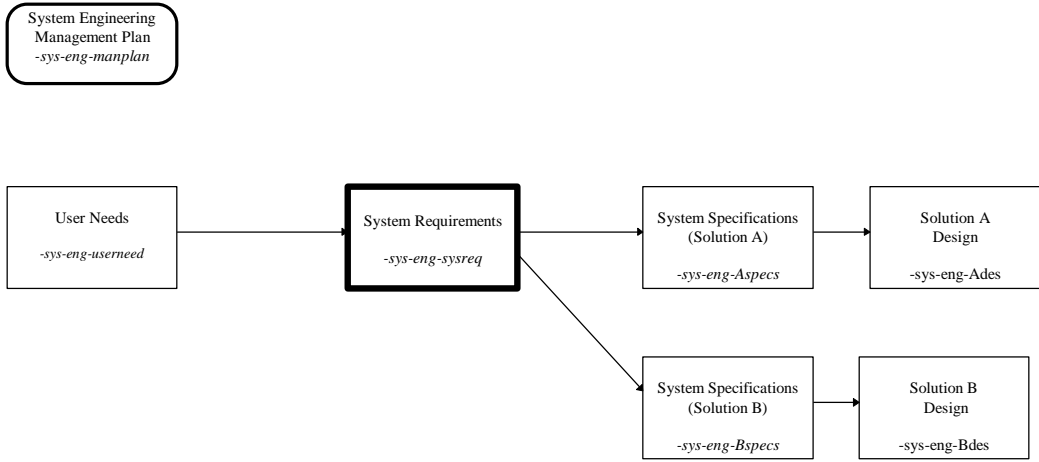 System Engineering
Management Plan
-sys-eng-manplan
User Needs
-sys-eng-userneed
System Requirements
-sys-eng-sysreq
System Specifications
(Solution A)
-sys-eng-Aspecs
Solution A
Design
-sys-eng-Ades
System Specifications
(Solution B)
-sys-eng-Bspecs
Solution B
Design
-sys-eng-Bdes